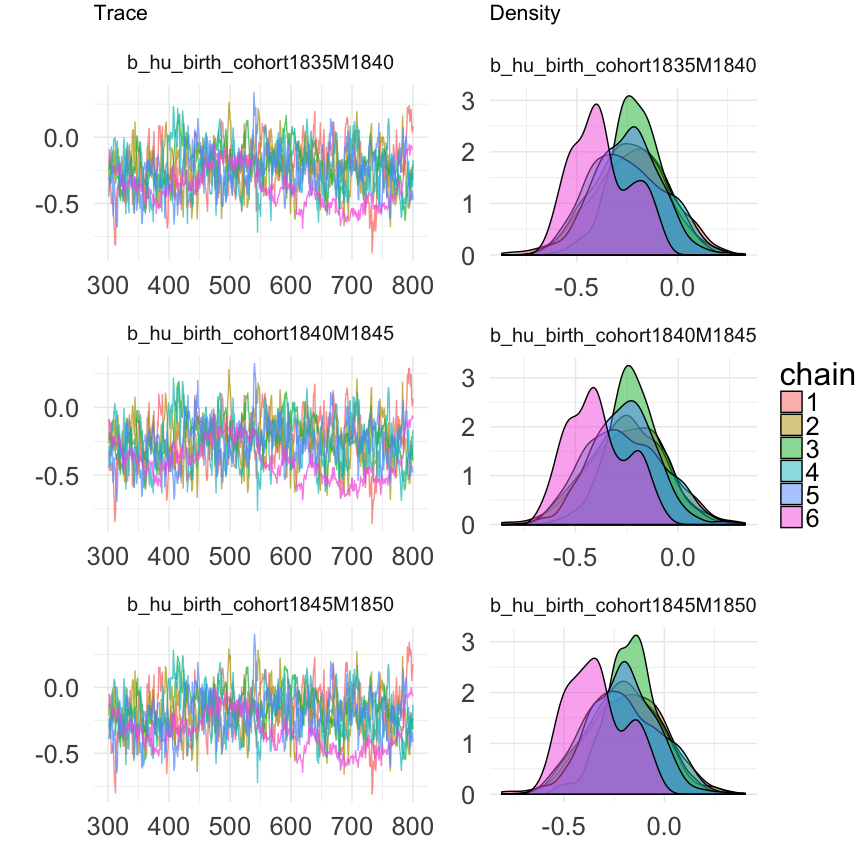 Trace
Density
b_hu_birth_cohort1835M1840
b_hu_birth_cohort1835M1840
0.0
-0.5
300 400 500 600 700 800
3
2
1
0
-0.5 0.0
b_hu_birth_cohort1840M1845
b_hu_birth_cohort1840M1845
0.0
-0.5
300 400 500 600 700 800
3
2
1
0
-0.5 0.0
chain
1
2
3
4
5
6
b_hu_birth_cohort1845M1850
b_hu_birth_cohort1845M1850
0.0
-0.5
300 400 500 600 700 800
3
2
1
0
-0.5 0.0